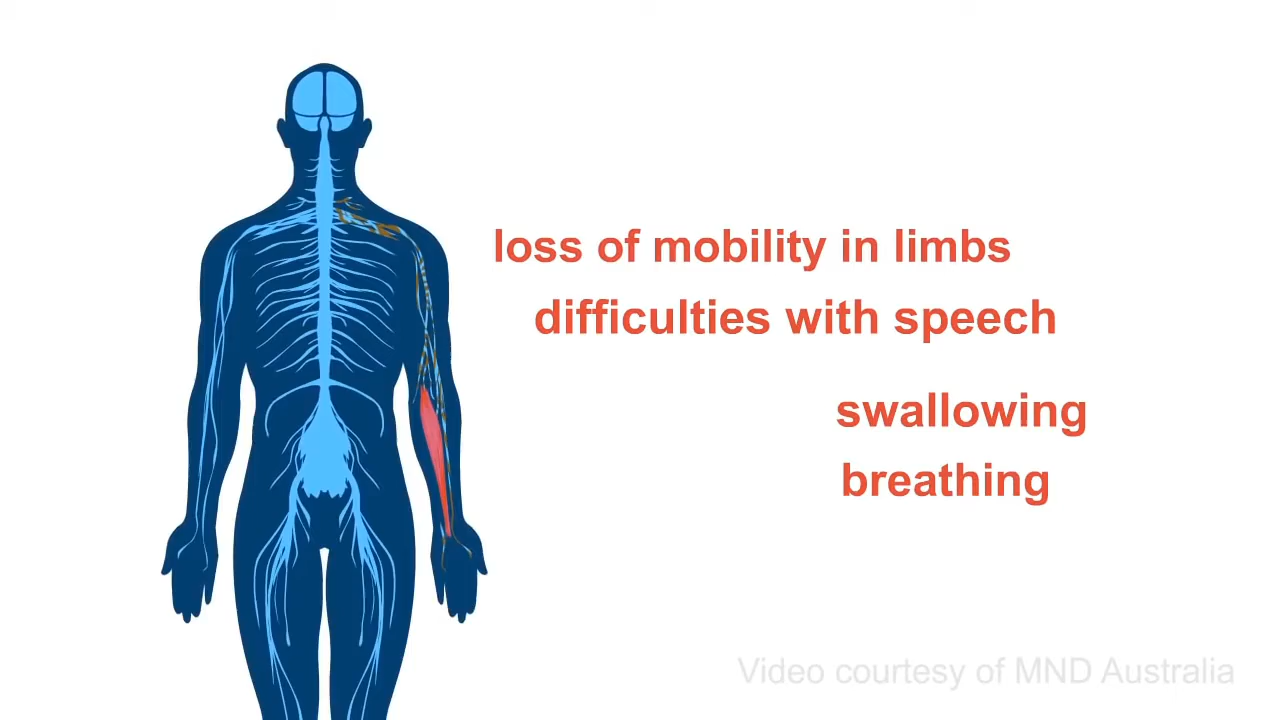 loss of mobility in limbs
difficulties with speech
swallowing
breathing
Video courtesy of MND Australia